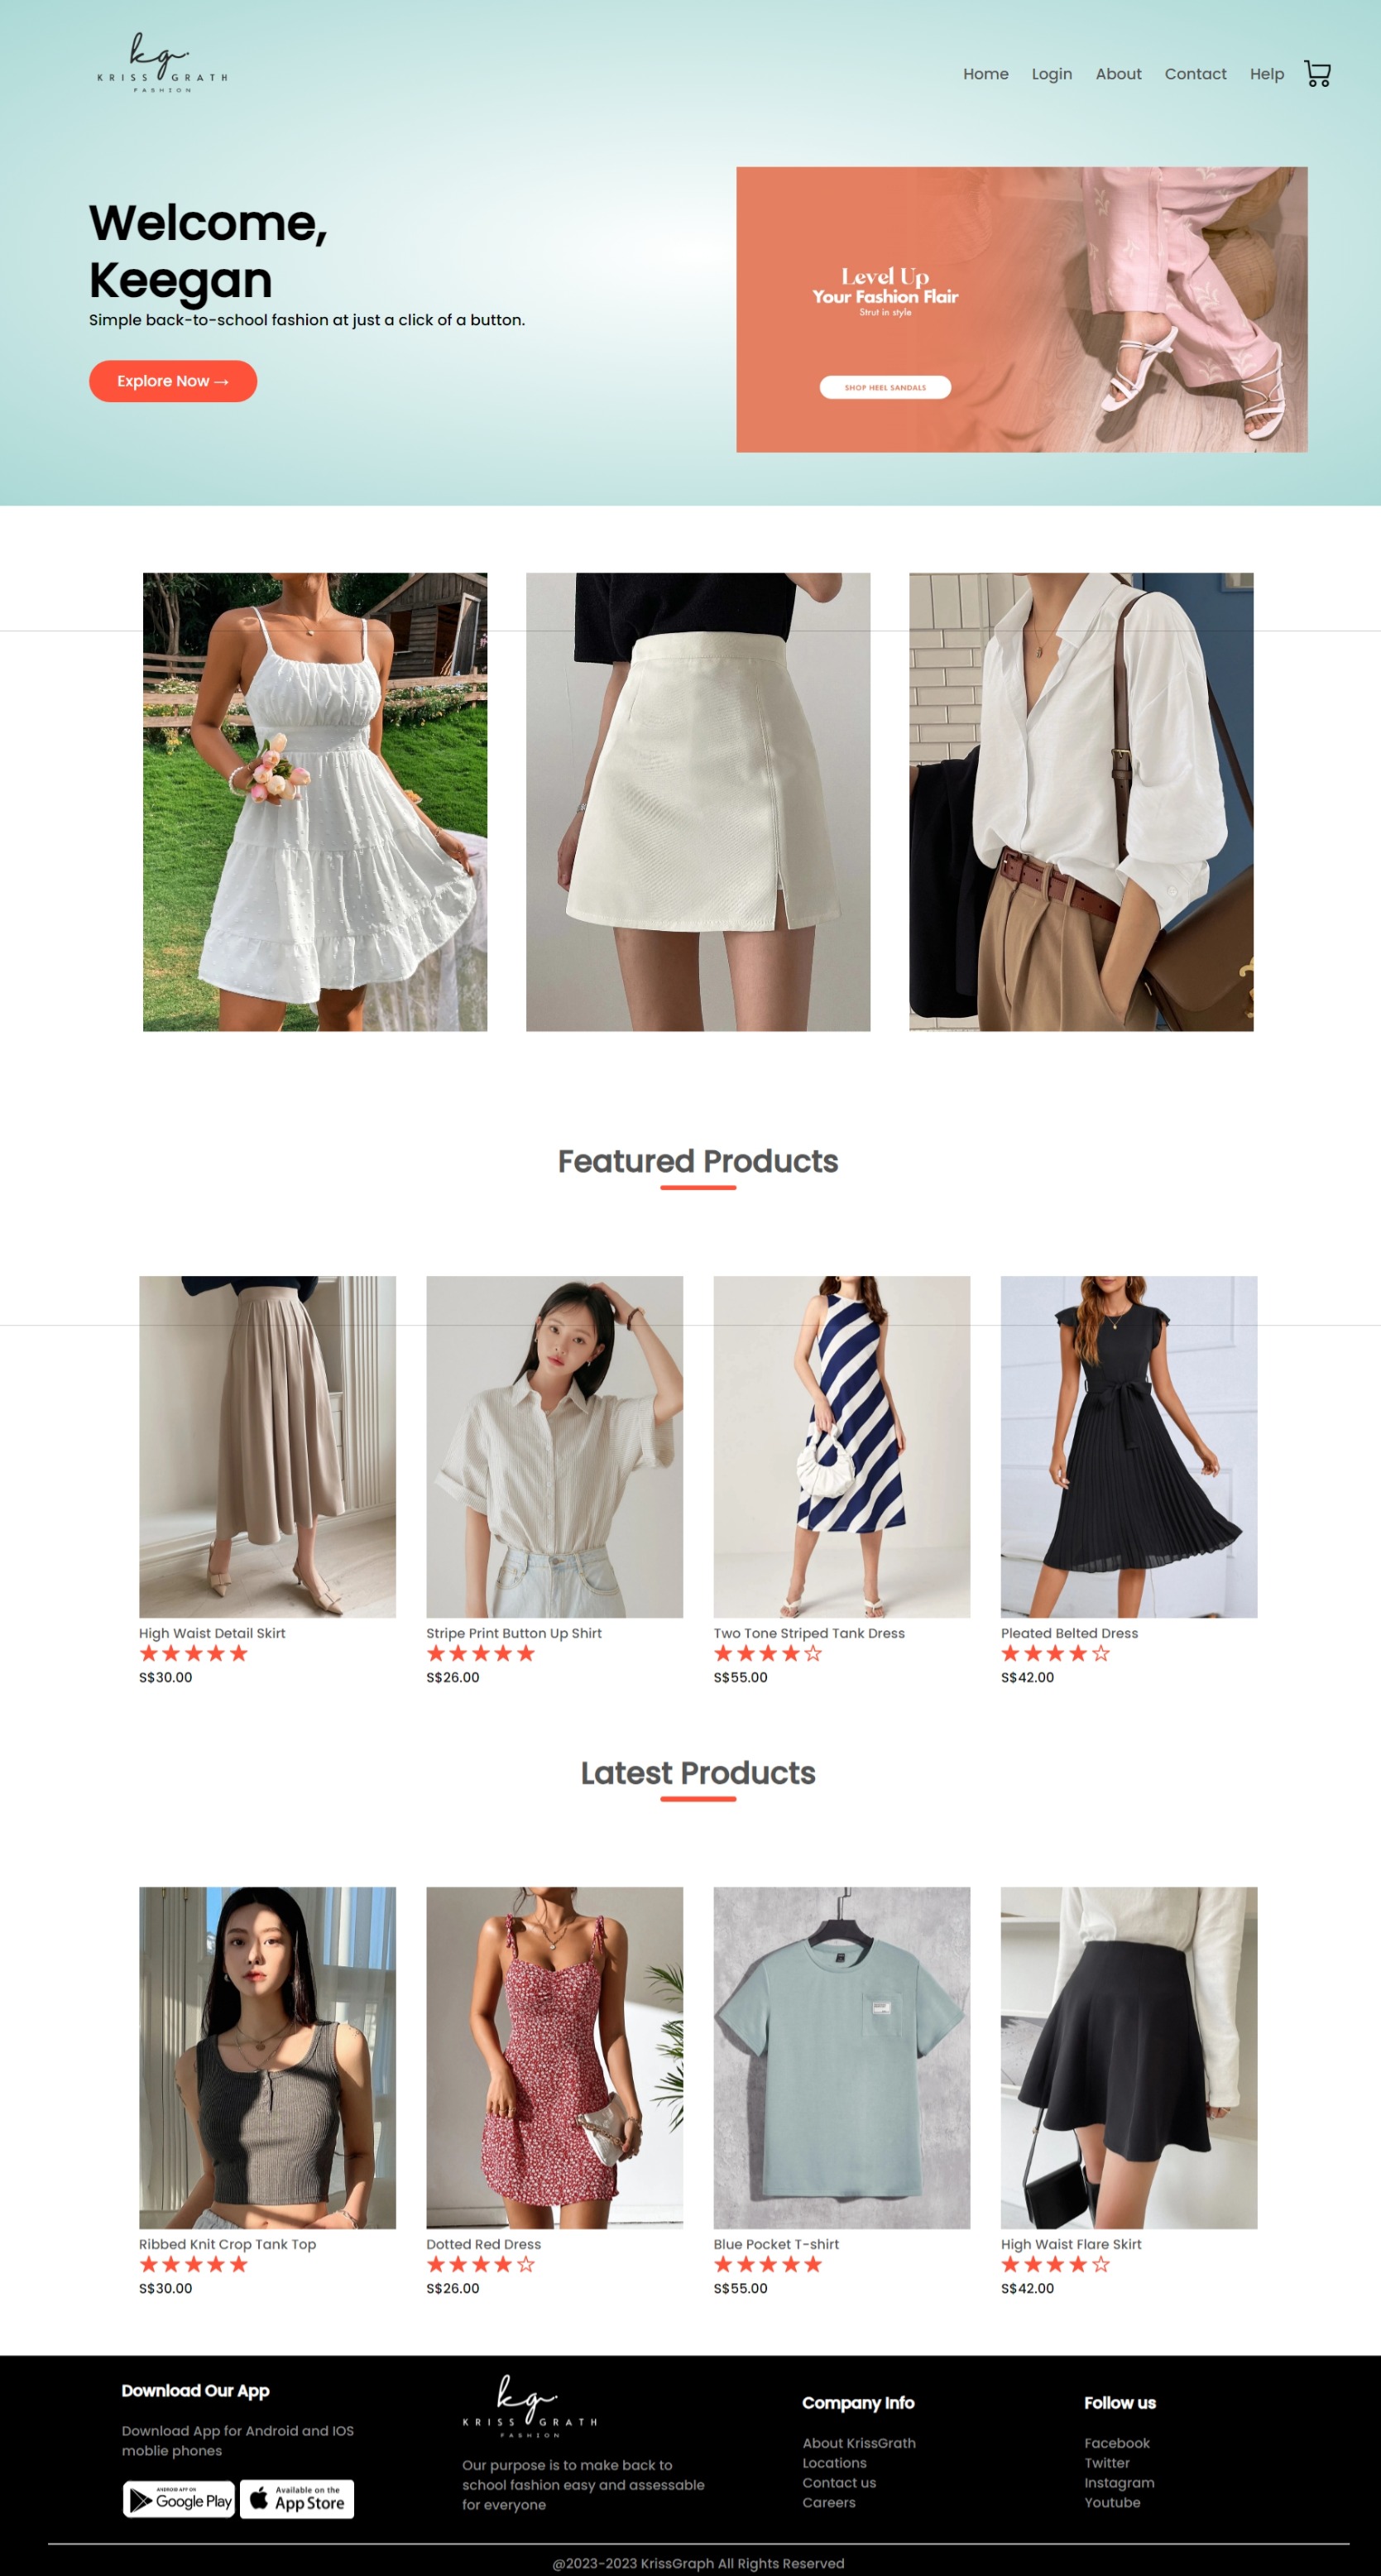 kg.
KRISS GRATH
FASHION
Home Login About Contact Help
Welcome,
Keegan
Simple back-to-school fashion at just a click of a button.
Explore Now →
Level Up
Your Fashion Flair
Strut in style
SHOP HEEL SANDALS
Featured Products
High Waist Detail Skirt
S$30.00
Stripe Print Button Up Shirt
S$26.00
Two Tone Striped Tank Dress
S$55.00
Pleated Belted Dress
S$42.00
Latest Products
Ribbed Knit Crop Tank Top
S$30.00
Dotted Red Dress
S$26.00
Blue Pocket T-shirt
S$55.00
High Waist Flare Skirt
S$42.00
Download Our App
Download App for Android and IOS
moblie phones
ANDROID APP ON
Google Play
Available on the
App Store
kg.
KRISS GRATH
FASHION
Our purpose is to make back to
school fashion easy and assessable
for everyone
Company Info
About KrissGrath
Locations
Contact us
Careers
Follow us
Facebook
Twitter
Instagram
Youtube
@2023-2023 KrissGraph All Rights Reserved